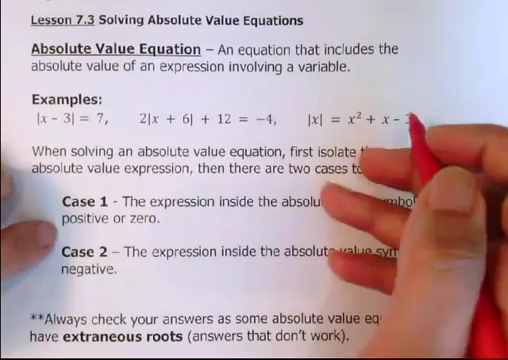 Lesson 7.3 Solving Absolute Value Equations
Absolute Value Equation – An equation that includes the
absolute value of an expression involving a variable.
Examples:
|x − 3| = 7, 2|x + 6| + 12 = −4, |x| = x² + x −
When solving an absolute value equation, first isolate
absolute value expression, then there are two cases
Case 1 - The expression inside the
positive or zero.
Case 2 – The expression inside the absolute value
negative.
**Always check your answers as some absolute value
have extraneous roots (answers that don't work).